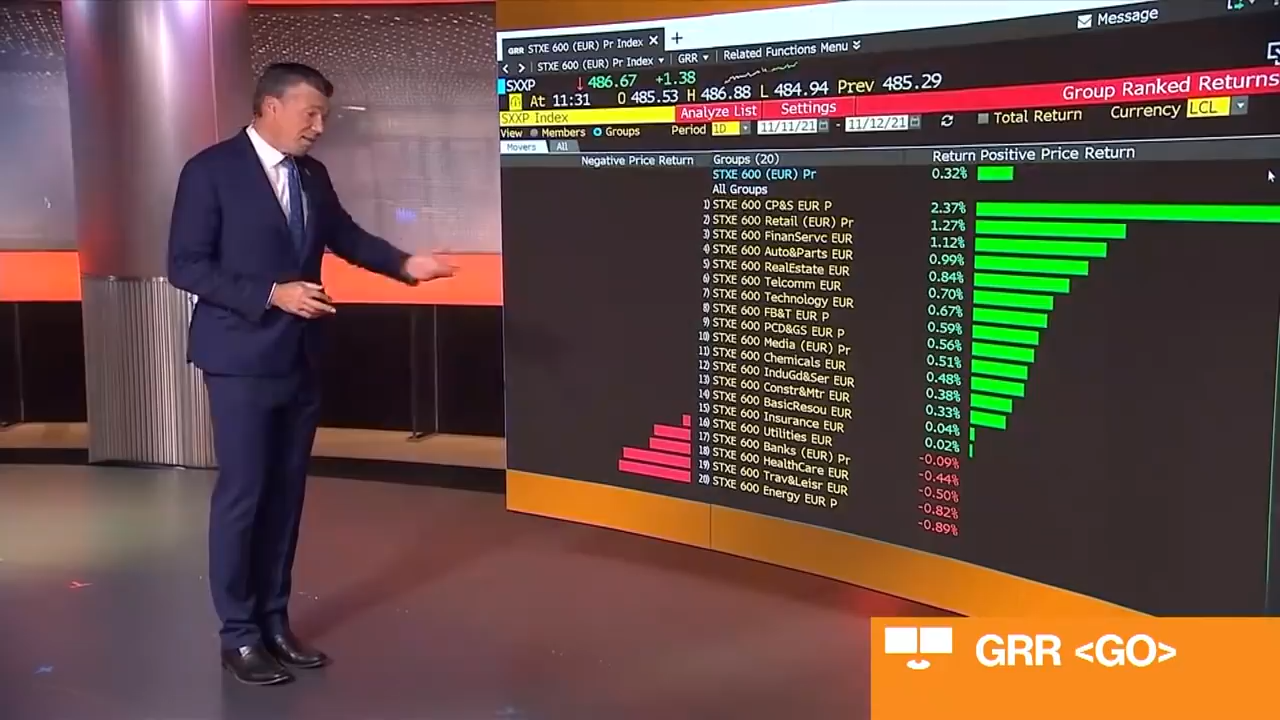 Message
GRR STXE 600 (EUR) Pr Index × +
< > STXE 600 (EUR) Pr Index ▾ GRR ▾ Related Functions Menu
SXXP ↓ 486.67 +1.38
At 11:31 O 485.53 H 486.88 L 484.94 Prev 485.29
Group Ranked Returns
SXXP Index Analyze List Settings
View Members Groups Period 1D 11/11/21 - 11/12/21 Total Return Currency LCL
Movers All
Negative Price Return Groups (20) Return Positive Price Return
STXE 600 (EUR) Pr 0.32%
All Groups
1) STXE 600 CP&S EUR P 2.37%
2) STXE 600 Retail (EUR) Pr 1.27%
3) STXE 600 FinanServc EUR 1.12%
4) STXE 600 Auto&Parts EUR 0.99%
5) STXE 600 RealEstate EUR 0.84%
6) STXE 600 Telcomm EUR 0.70%
7) STXE 600 Technology EUR 0.67%
8) STXE 600 FB&T EUR P 0.59%
9) STXE 600 PCD&GS EUR P 0.56%
10) STXE 600 Media (EUR) Pr 0.51%
11) STXE 600 Chemicals EUR 0.48%
12) STXE 600 InduGd&Ser EUR 0.38%
13) STXE 600 Constr&Mtr EUR 0.33%
14) STXE 600 BasicResou EUR 0.04%
15) STXE 600 Insurance EUR 0.02%
16) STXE 600 Utilities EUR -0.09%
17) STXE 600 Banks (EUR) Pr -0.44%
18) STXE 600 HealthCare EUR -0.50%
19) STXE 600 Trav&Leisr EUR -0.82%
20) STXE 600 Energy EUR P -0.89%
GRR <GO>